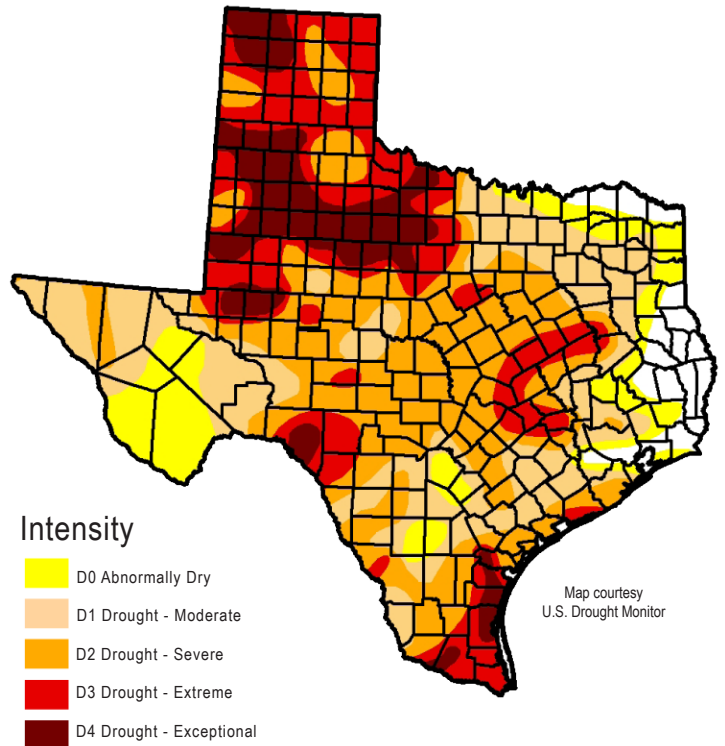 Intensity
D0 Abnormally Dry
D1 Drought - Moderate
D2 Drought - Severe
D3 Drought - Extreme
D4 Drought - Exceptional
Map courtesy
U.S. Drought Monitor